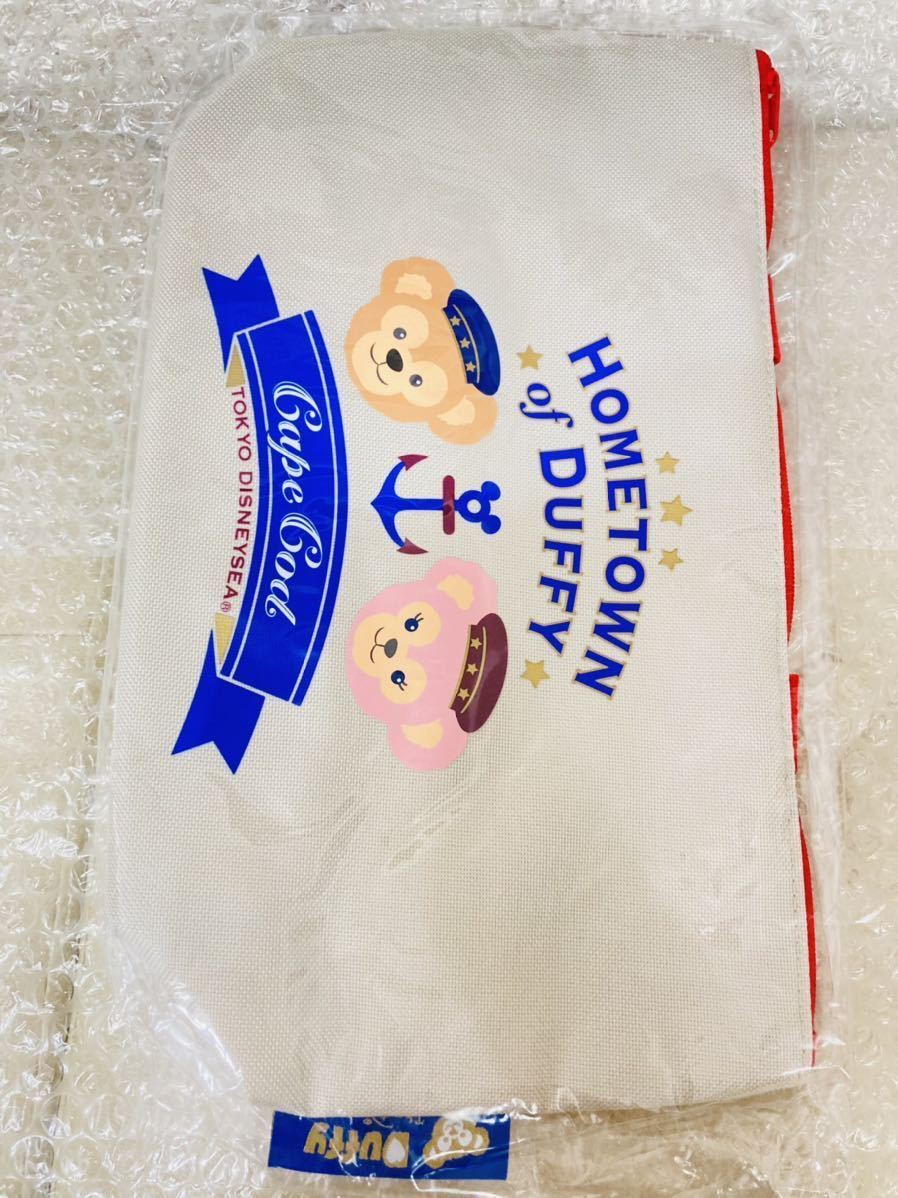 HOMETOWN
of DUFFY
Cape Cod
TOKYO DISNEYSEA®
Duffy